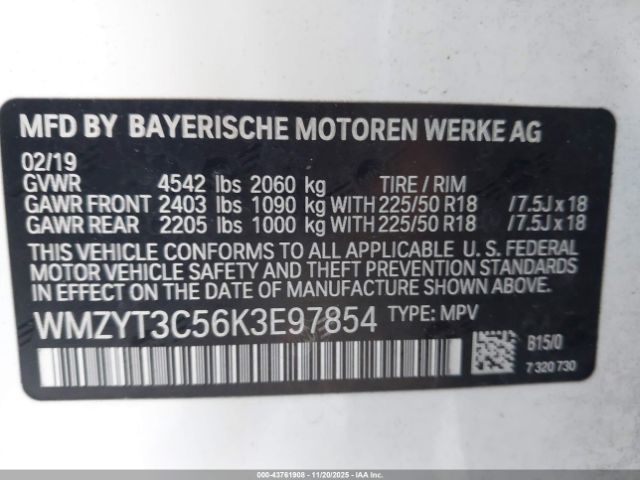 MFD BY BAYERISCHE MOTOREN WERKE AG
02/19
GVWR 4542 lbs 2060 kg TIRE / RIM
GAWR FRONT 2403 lbs 1090 kg WITH 225/50 R18 /7.5J x 18
GAWR REAR 2205 lbs 1000 kg WITH 225/50 R18 /7.5J x 18
THIS VEHICLE CONFORMS TO ALL APPLICABLE U. S. FEDERAL
MOTOR VEHICLE SAFETY AND THEFT PREVENTION STANDARDS
IN EFFECT ON THE DATE OF MANUFACTURE SHOWN ABOVE.
WMZYT3C56K3E97854 TYPE: MPV
B15/0
7 320 730
000-43761908 - 11/20/2025 - IAAI.COM